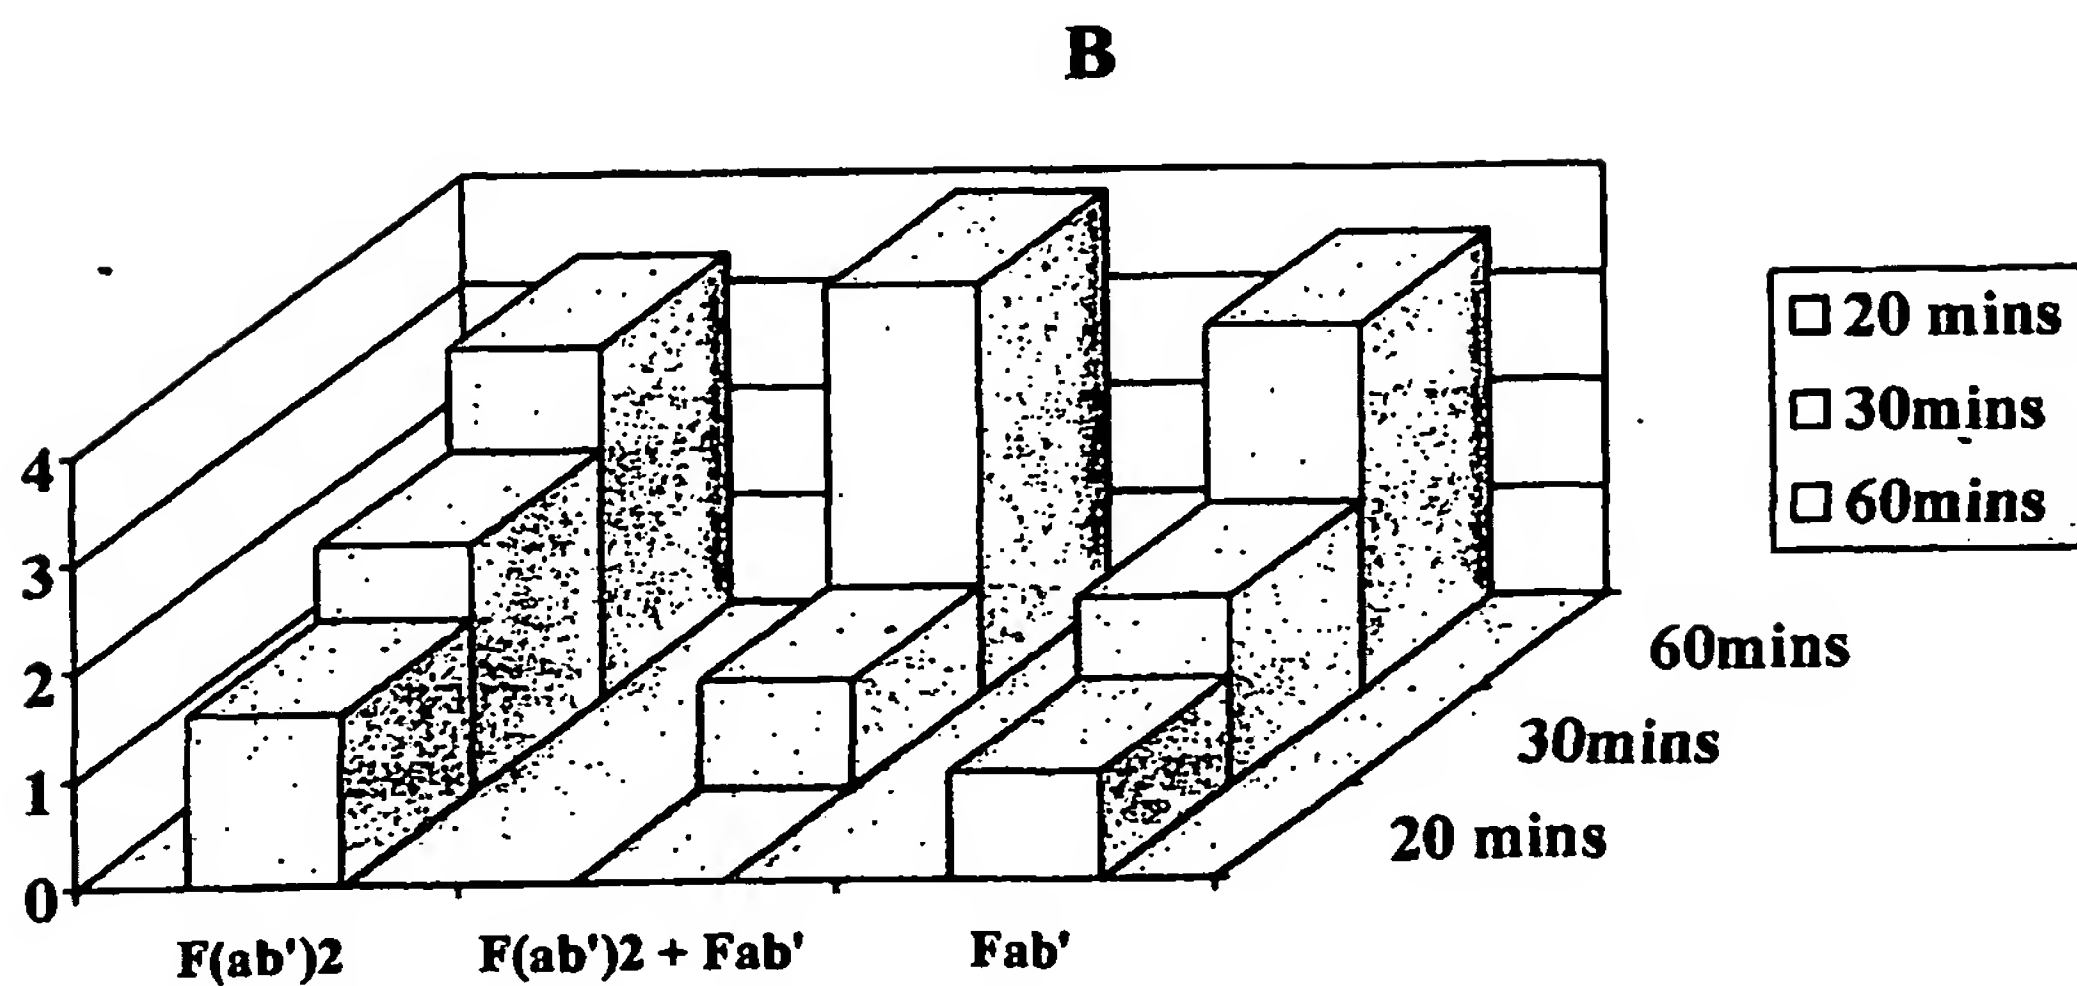 B
4
3
2
1
0
F(ab')2
F(ab')2 + Fab'
Fab'
20 mins
30mins
60mins
20 mins
30mins
60mins